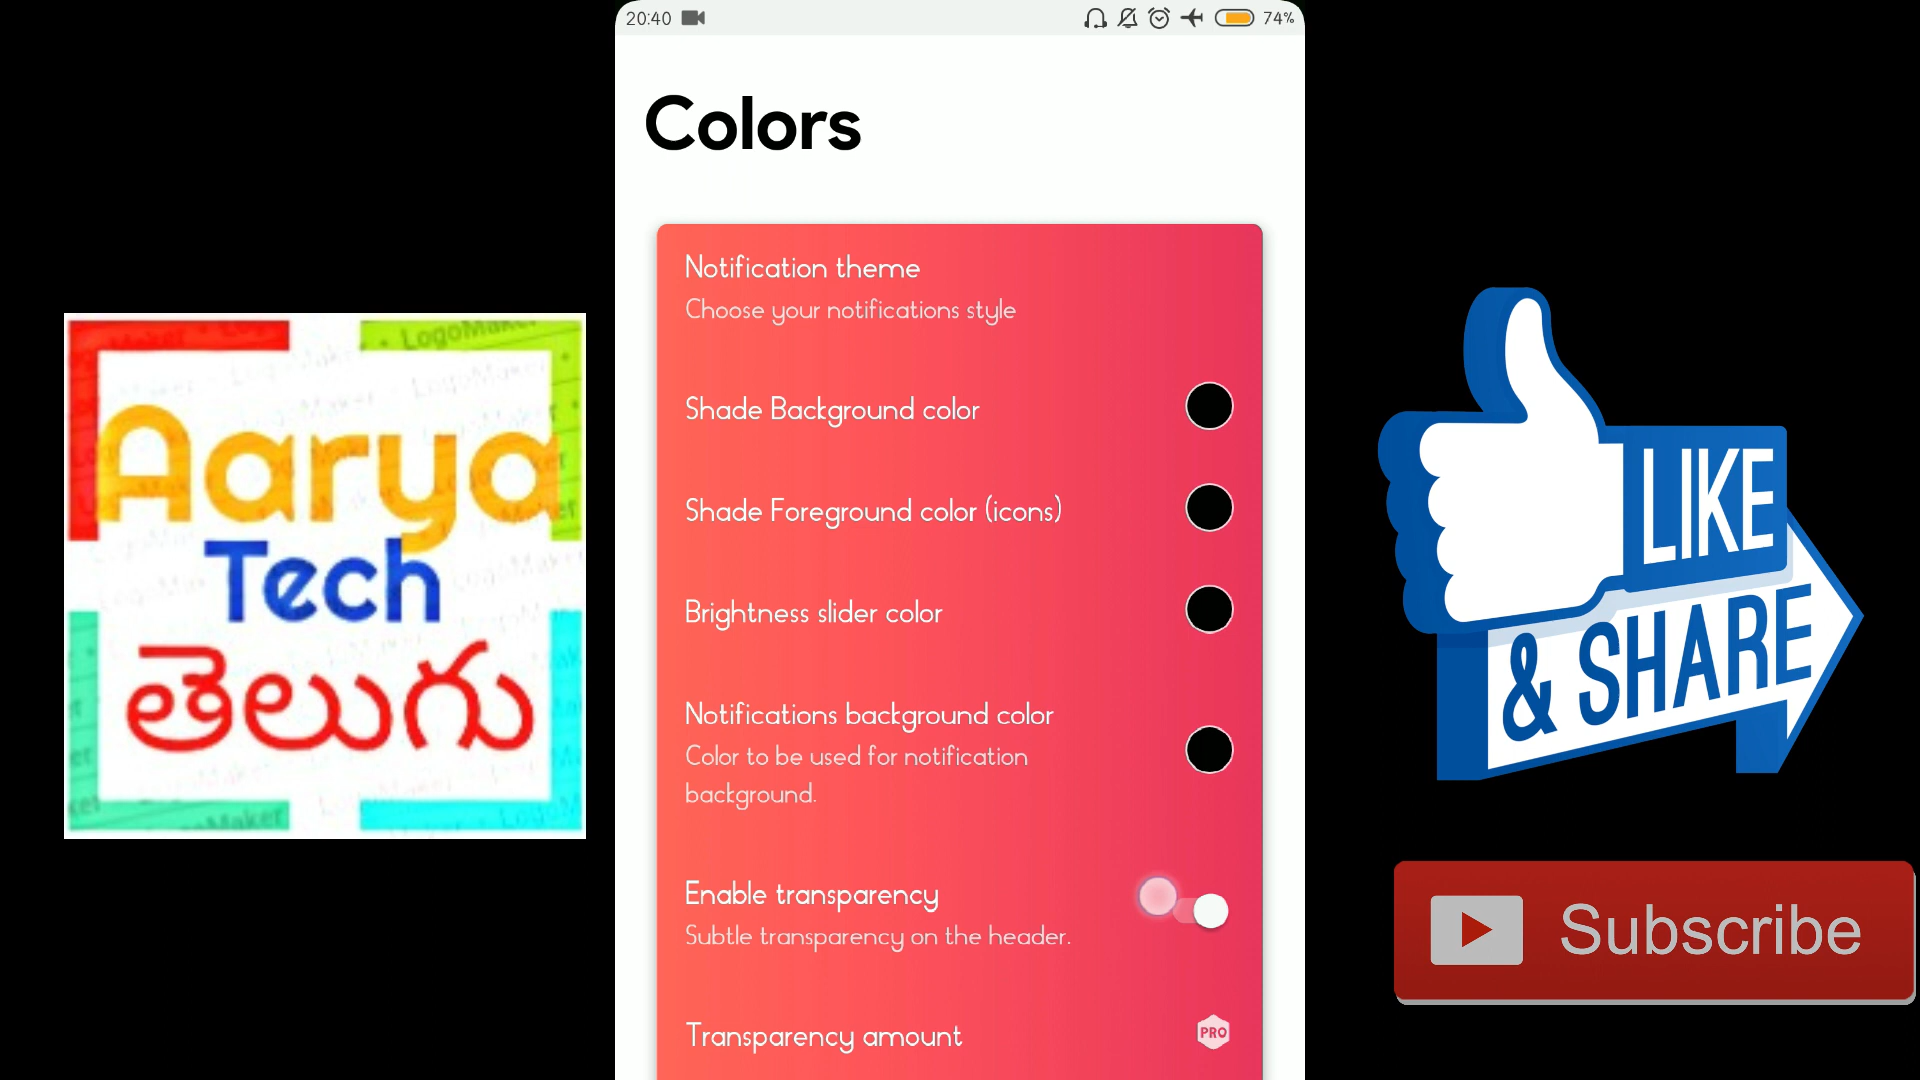 20:40
74%
Colors
Notification theme
Choose your notifications style
Shade Background color
Shade Foreground color (icons)
Brightness slider color
Notifications background color
Color to be used for notification
background.
Enable transparency
Subtle transparency on the header.
Transparency amount
PRO
LogoMaker
Aarya
Tech
తెలుగు
LIKE
& SHARE
Subscribe